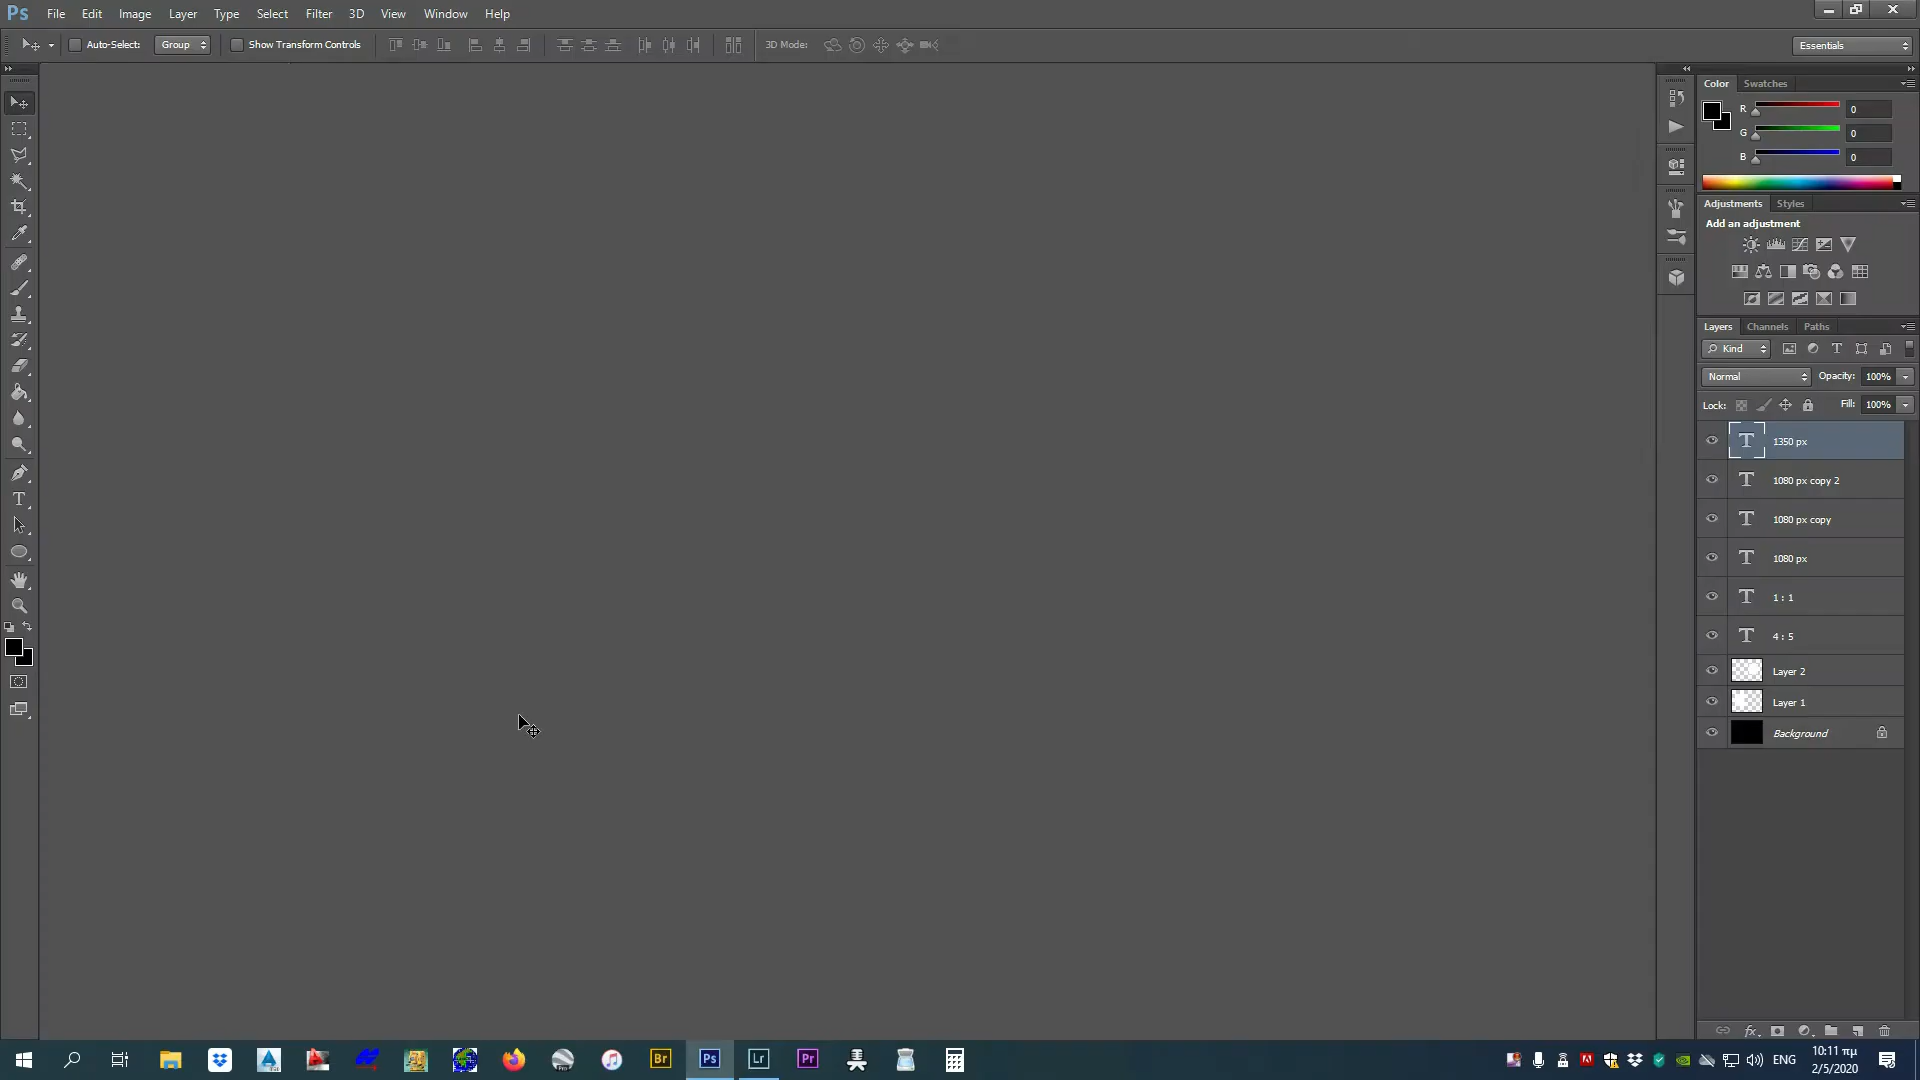 Ps File Edit Image Layer Type Select Filter 3D View Window Help
Auto-Select: Group Show Transform Controls 3D Mode: Essentials
Color Swatches
R 0
G 0
B 0
Adjustments Styles
Add an adjustment
Layers Channels Paths
Kind
Normal Opacity: 100%
Lock: Fill: 100%
1350 px
1080 px copy 2
1080 px copy
1080 px
1 : 1
4 : 5
Layer 2
Layer 1
Background
fx
Br Ps Lr Pr
ENG
10:11 πμ
2/5/2020